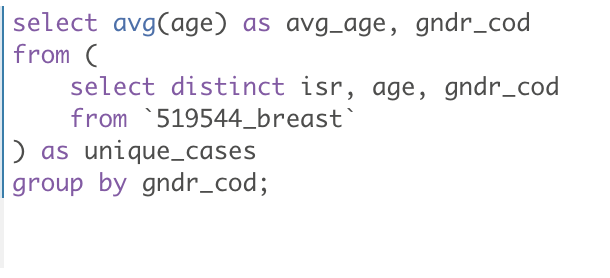 select avg(age) as avg_age, gndr_cod
from (
    select distinct isr, age, gndr_cod
    from `519544_breast`
) as unique_cases
group by gndr_cod;